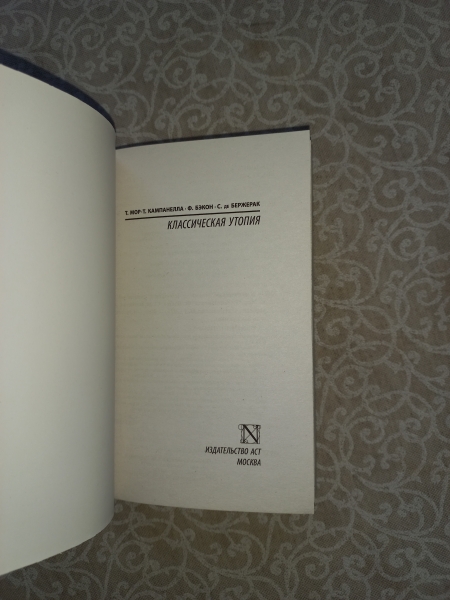 Т. МОР · Т. КАМПАНЕЛЛА · Ф. БЭКОН · С. ДЕ БЕРЖЕРАК
КЛАССИЧЕСКАЯ УТОПИЯ
N
ИЗДАТЕЛЬСТВО АСТ
МОСКВА